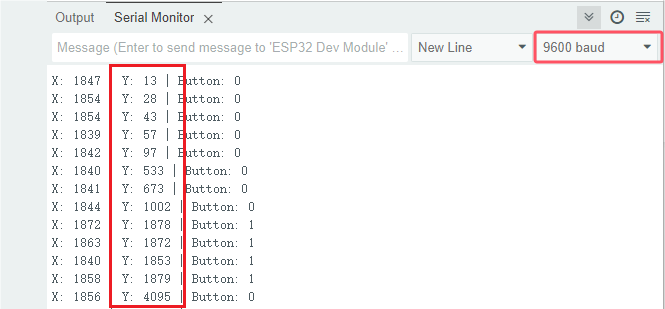 Output Serial Monitor
Message (Enter to send message to 'ESP32 Dev Module' ... New Line 9600 baud
X: 1847 Y: 13 | Button: 0
X: 1854 Y: 28 | Button: 0
X: 1854 Y: 43 | Button: 0
X: 1839 Y: 57 | Button: 0
X: 1842 Y: 97 | Button: 0
X: 1840 Y: 533 | Button: 0
X: 1841 Y: 673 | Button: 0
X: 1844 Y: 1002 | Button: 0
X: 1872 Y: 1878 | Button: 1
X: 1863 Y: 1872 | Button: 1
X: 1840 Y: 1853 | Button: 1
X: 1858 Y: 1879 | Button: 1
X: 1856 Y: 4095 | Button: 0